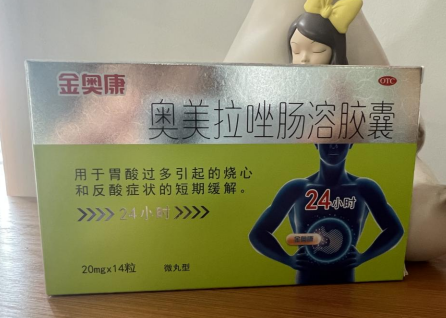 金奥康
OTC
奥美拉唑肠溶胶囊
用于胃酸过多引起的烧心
和反酸症状的短期缓解。
24小时
24小时
20mg×14粒 微丸型